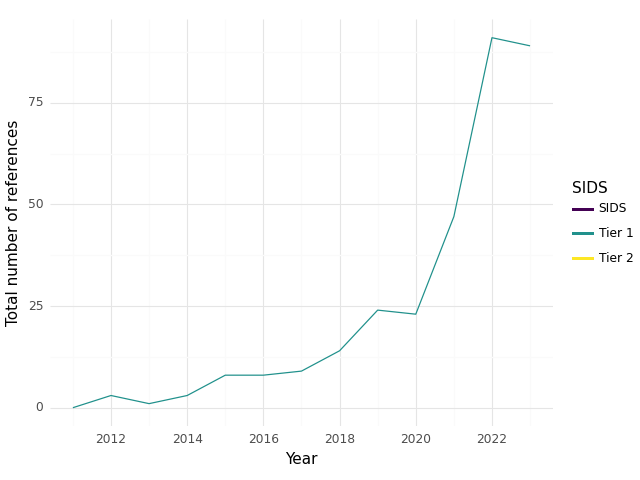 75
50
25
0
2012 2014 2016 2018 2020 2022
Year
Total number of references
SIDS
SIDS
Tier 1
Tier 2